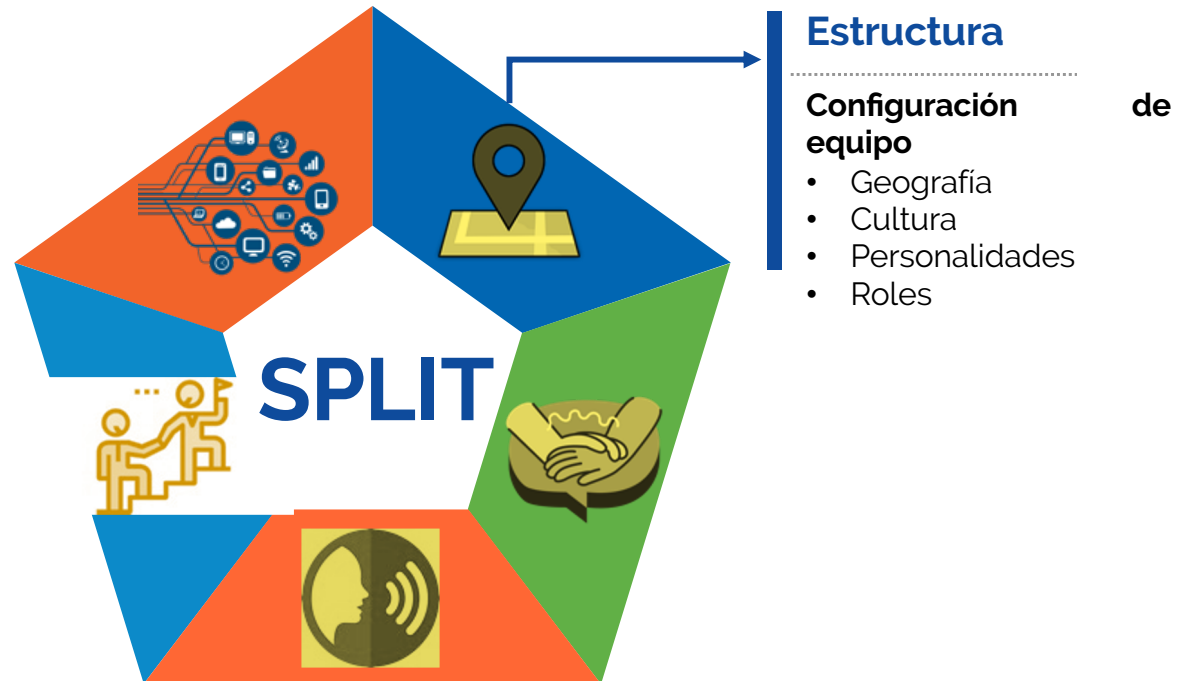 Estructura
Configuración de
equipo
• Geografía
• Cultura
• Personalidades
• Roles
SPLIT